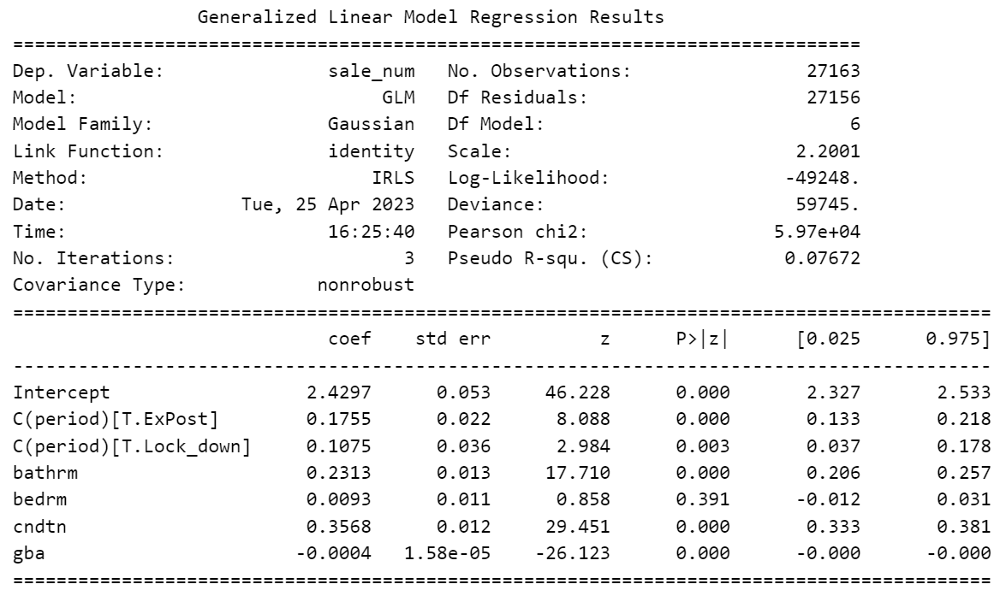 Generalized Linear Model Regression Results
==============================================================================
Dep. Variable: sale_num No. Observations: 27163
Model: GLM Df Residuals: 27156
Model Family: Gaussian Df Model: 6
Link Function: identity Scale: 2.2001
Method: IRLS Log-Likelihood: -49248.
Date: Tue, 25 Apr 2023 Deviance: 59745.
Time: 16:25:40 Pearson chi2: 5.97e+04
No. Iterations: 3 Pseudo R-squ. (CS): 0.07672
Covariance Type: nonrobust
==========================================================================================
coef std err z P>|z| [0.025 0.975]
------------------------------------------------------------------------------------------
Intercept 2.4297 0.053 46.228 0.000 2.327 2.533
C(period)[T.ExPost] 0.1755 0.022 8.088 0.000 0.133 0.218
C(period)[T.Lock_down] 0.1075 0.036 2.984 0.003 0.037 0.178
bathrm 0.2313 0.013 17.710 0.000 0.206 0.257
bedrm 0.0093 0.011 0.858 0.391 -0.012 0.031
cndtn 0.3568 0.012 29.451 0.000 0.333 0.381
gba -0.0004 1.58e-05 -26.123 0.000 -0.000 -0.000
==========================================================================================